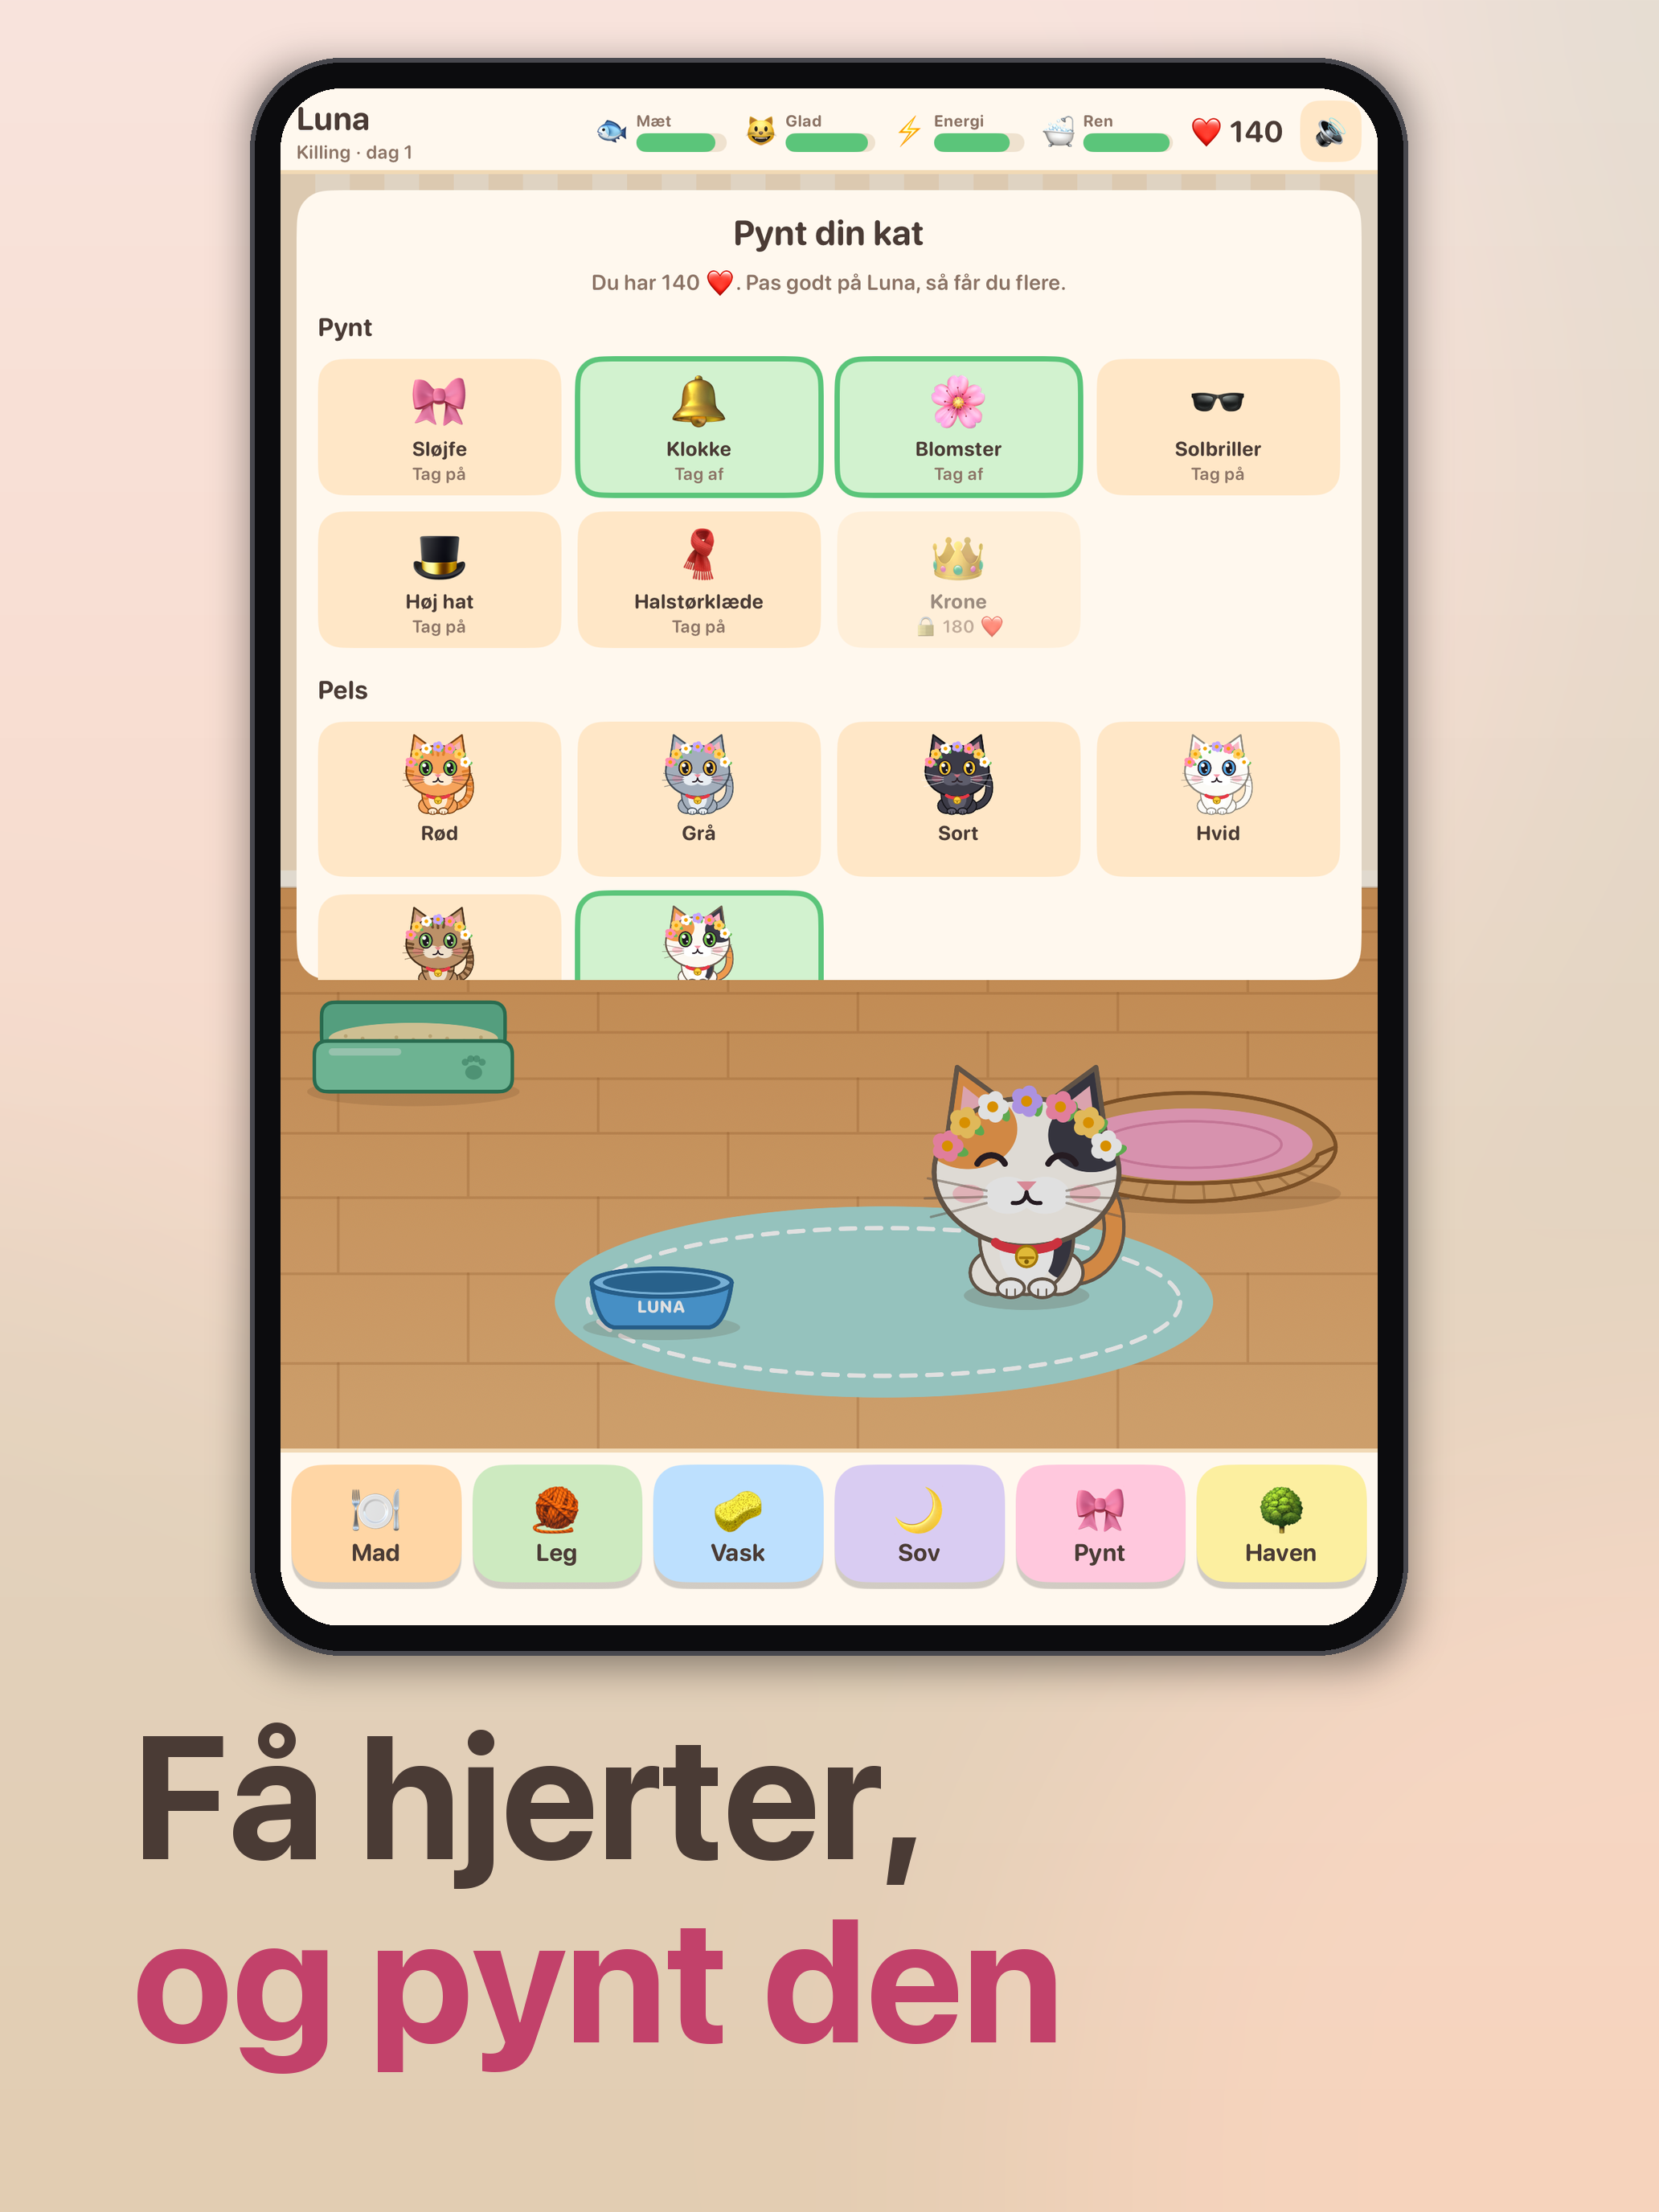 Luna
Killing · dag 1
Mæt
Glad
Energi
Ren
140
Pynt din kat
Du har 140 ❤️. Pas godt på Luna, så får du flere.
Pynt
Sløjfe
Tag på
Klokke
Tag af
Blomster
Tag af
Solbriller
Tag på
Høj hat
Tag på
Halstørklæde
Tag på
Krone
🔒 180 ❤️
Pels
Rød
Grå
Sort
Hvid
LUNA
Mad
Leg
Vask
Sov
Pynt
Haven
Få hjerter,
og pynt den